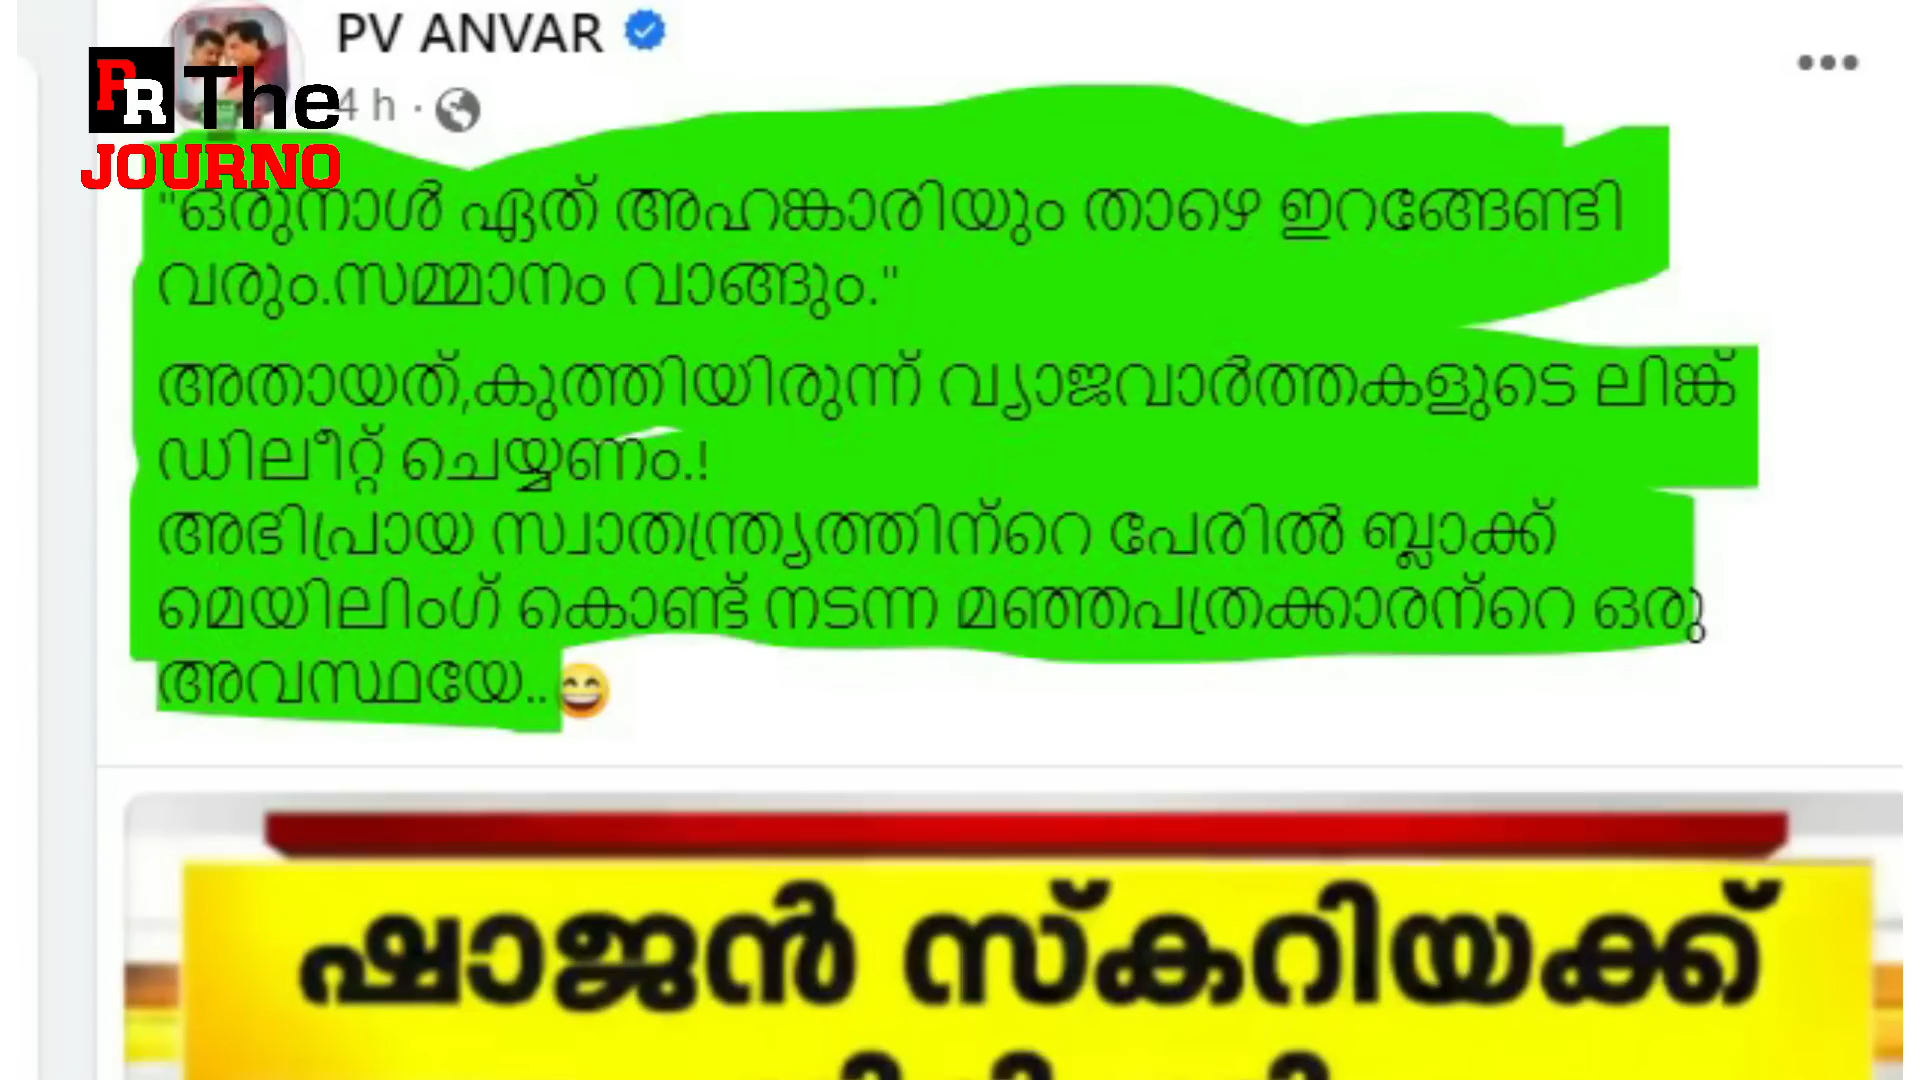 PV ANVAR
PR The
JOURNO
4 h ·
"ഒരുനാൾ ഏത് അഹങ്കാരിയും താഴെ ഇറങ്ങേണ്ടി
വരും.സമ്മാനം വാങ്ങും."
അതായത്,കുത്തിയിരുന്ന് വ്യാജവാർത്തകളുടെ ലിങ്ക്
ഡിലീറ്റ് ചെയ്യണം.!
അഭിപ്രായ സ്വാതന്ത്ര്യത്തിന്റെ പേരിൽ ബ്ലാക്ക്
മെയിലിംഗ് കൊണ്ട് നടന്ന മഞ്ഞപത്രക്കാരന്റെ ഒരു
അവസ്ഥയേ..😄
ഷാജൻ സ്കറിയക്ക്